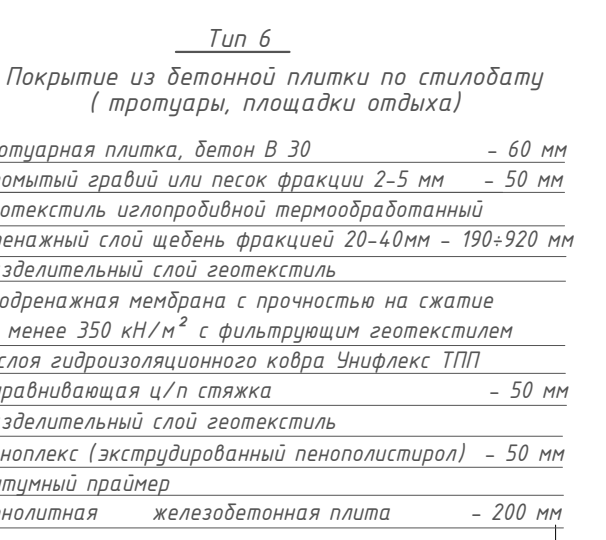 Тип 6
Покрытие из бетонной плитки по стилобату
( тротуары, площадки отдыха)
отуарная плитка, бетон В 30 - 60 мм
омытый гравий или песок фракции 2-5 мм - 50 мм
отекстиль иглопробивной термообработанный
ренажный слой щебень фракцией 20-40мм - 190÷920 мм
зделительный слой геотекстиль
одренажная мембрана с прочностью на сжатие
менее 350 кН/м² с фильтрующим геотекстилем
слоя гидроизоляционного ковра Унифлекс ТПП
равнивающая ц/п стяжка - 50 мм
зделительный слой геотекстиль
ноплекс (экструдированный пенополистирол) - 50 мм
тумный праймер
нолитная железобетонная плита - 200 мм